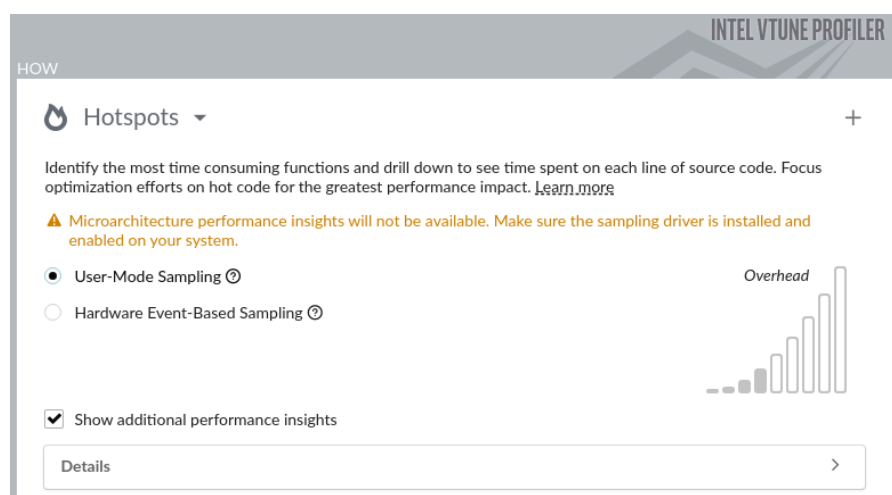 INTEL VTUNE PROFILER
HOW
Hotspots
Identify the most time consuming functions and drill down to see time spent on each line of source code. Focus
optimization efforts on hot code for the greatest performance impact. Learn more
Microarchitecture performance insights will not be available. Make sure the sampling driver is installed and
enabled on your system.
User-Mode Sampling
Overhead
Hardware Event-Based Sampling
Show additional performance insights
Details